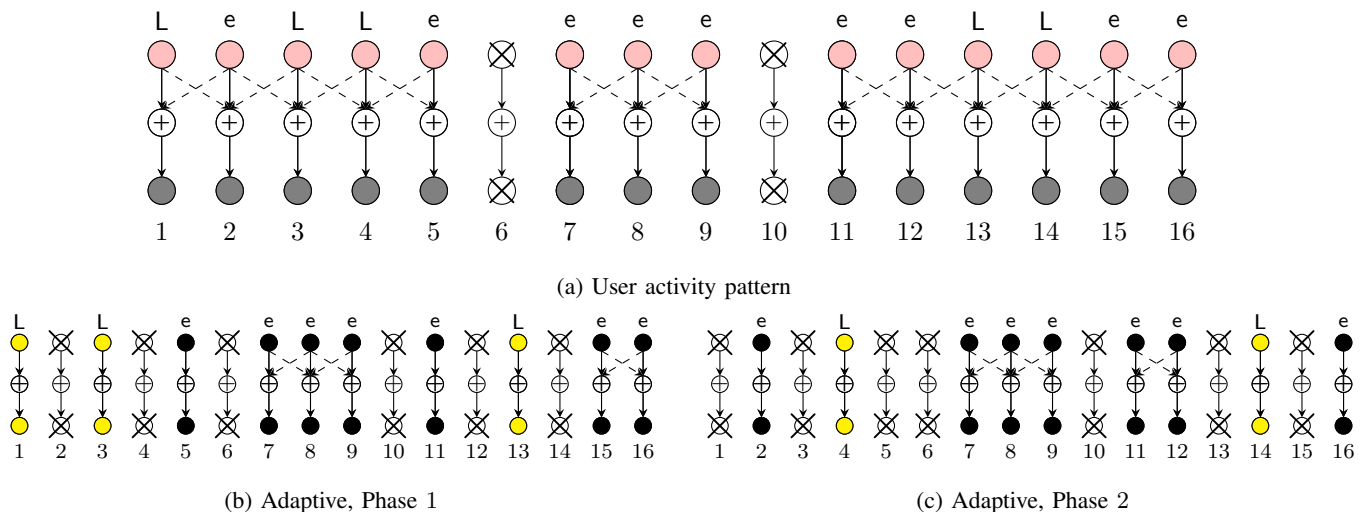 L e L L e e e e e e L L e e
1 2 3 4 5 6 7 8 9 10 11 12 13 14 15 16
(a) User activity pattern
L L e e e e e L e e
1 2 3 4 5 6 7 8 9 10 11 12 13 14 15 16
(b) Adaptive, Phase 1
e L e e e e e L e
1 2 3 4 5 6 7 8 9 10 11 12 13 14 15 16
(c) Adaptive, Phase 2